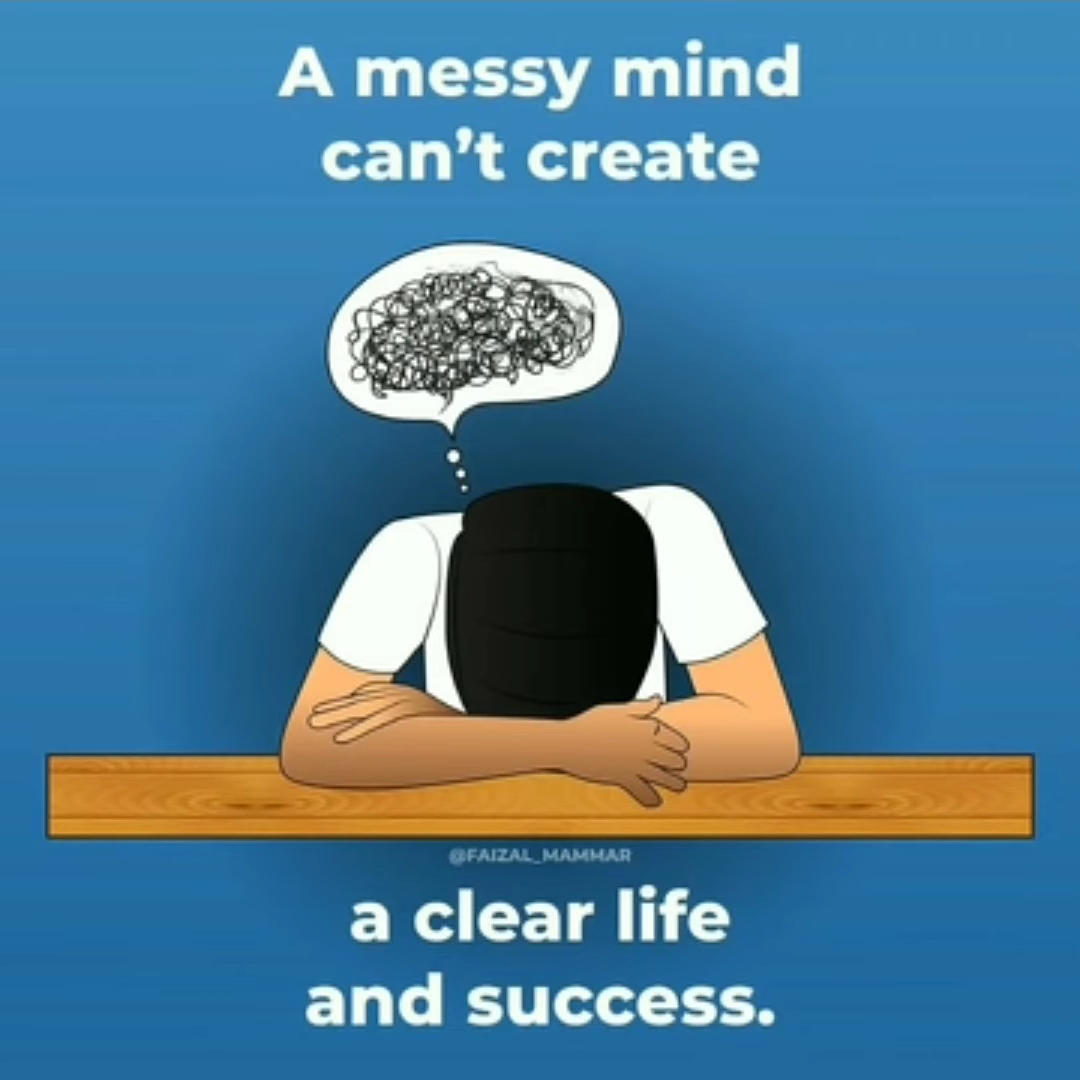 A messy mind
can’t create
@FAIZAL_MAMMAR
a clear life
and success.